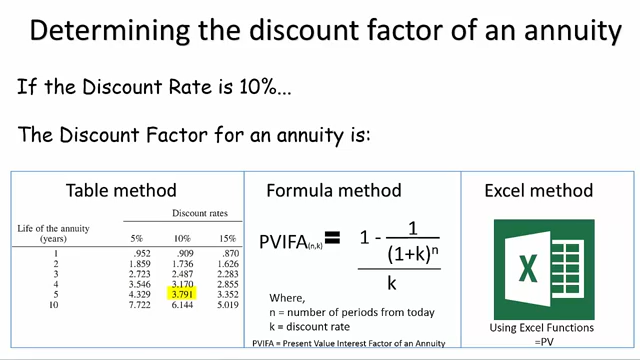 Determining the discount factor of an annuity
If the Discount Rate is 10%...
The Discount Factor for an annuity is:
Table method
Discount rates
Life of the annuity
(years) 5% 10% 15%
1 .952 .909 .870
2 1.859 1.736 1.626
3 2.723 2.487 2.283
4 3.546 3.170 2.855
5 4.329 3.791 3.352
10 7.722 6.144 5.019
Formula method
PVIFA(n,k) = 1 - 1
(1+k)n
k
Where,
n = number of periods from today
k = discount rate
PVIFA = Present Value Interest Factor of an Annuity
Excel method
X
Using Excel Functions
=PV